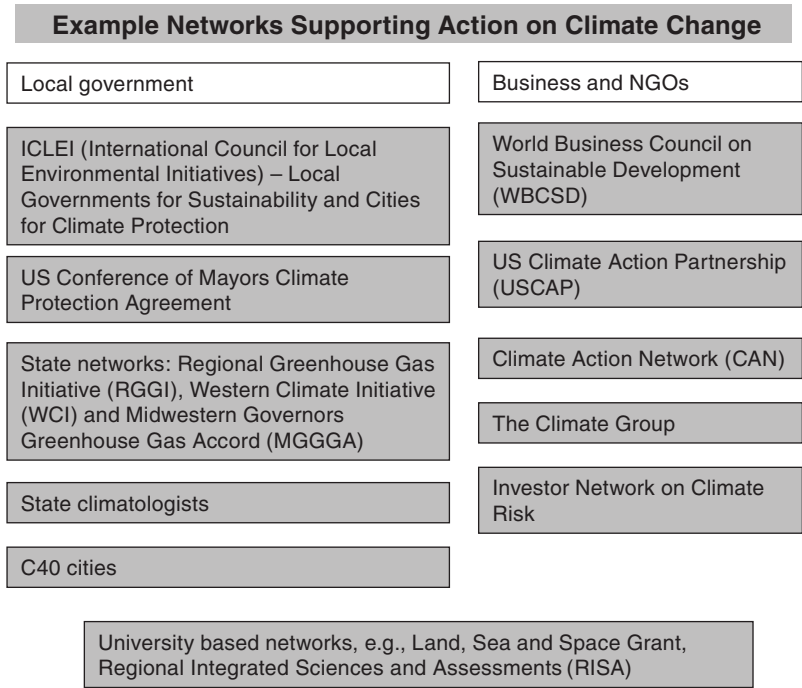 Example Networks Supporting Action on Climate Change
Local government
ICLEI (International Council for Local
Environmental Initiatives) – Local
Governments for Sustainability and Cities
for Climate Protection
US Conference of Mayors Climate
Protection Agreement
State networks: Regional Greenhouse Gas
Initiative (RGGI), Western Climate Initiative
(WCI) and Midwestern Governors
Greenhouse Gas Accord (MGGGA)
State climatologists
C40 cities
Business and NGOs
World Business Council on
Sustainable Development
(WBCSD)
US Climate Action Partnership
(USCAP)
Climate Action Network (CAN)
The Climate Group
Investor Network on Climate
Risk
University based networks, e.g., Land, Sea and Space Grant,
Regional Integrated Sciences and Assessments (RISA)